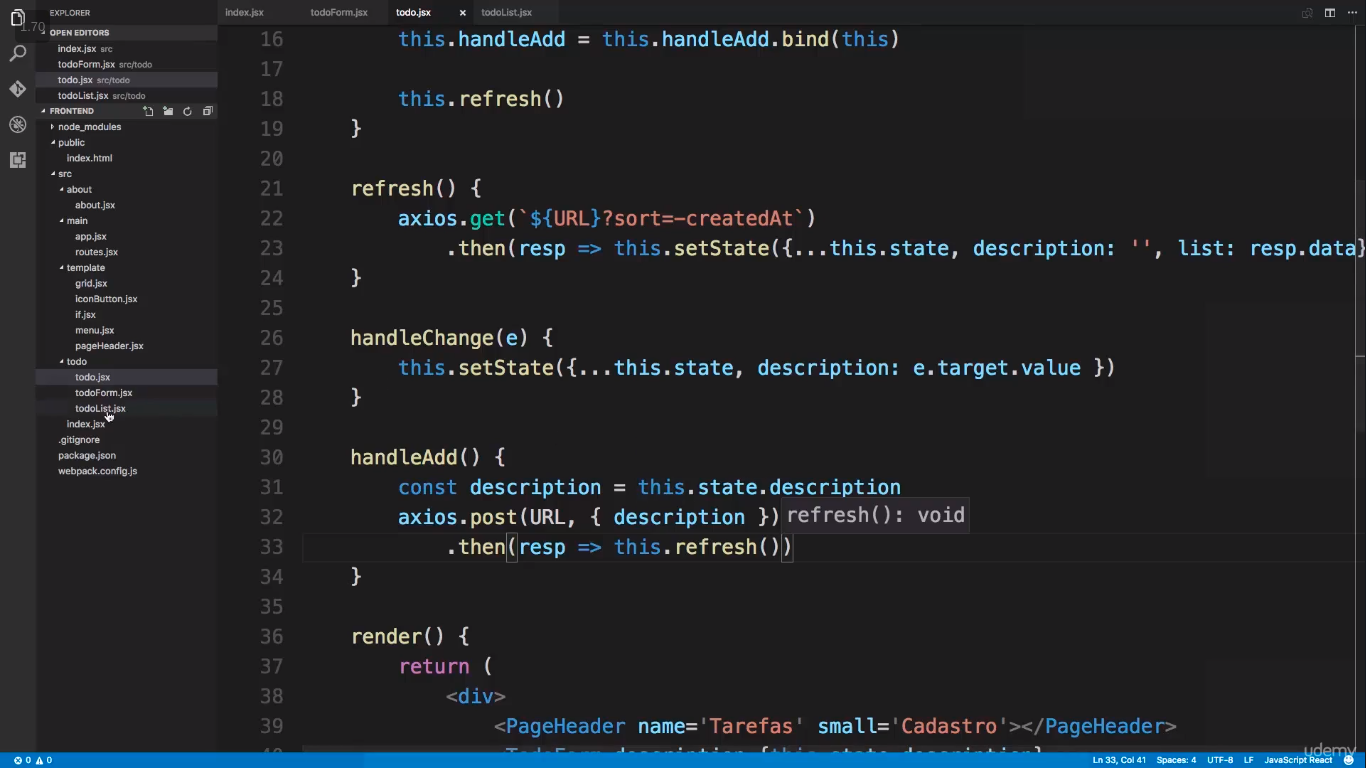 EXPLORER
index.jsx todoForm.jsx todo.jsx × todoList.jsx
1.70
OPEN EDITORS
index.jsx src
todoForm.jsx src/todo
todo.jsx src/todo
todoList.jsx src/todo
FRONTEND
node_modules
public
index.html
src
about
about.jsx
main
app.jsx
routes.jsx
template
grid.jsx
iconButton.jsx
if.jsx
menu.jsx
pageHeader.jsx
todo
todo.jsx
todoForm.jsx
todoList.jsx
index.jsx
.gitignore
package.json
webpack.config.js
16 this.handleAdd = this.handleAdd.bind(this)
17
18 this.refresh()
19 }
20
21 refresh() {
22 axios.get(`${URL}?sort=-createdAt`)
23 .then(resp => this.setState({...this.state, description: '', list: resp.data}
24 }
25
26 handleChange(e) {
27 this.setState({...this.state, description: e.target.value })
28 }
29
30 handleAdd() {
31 const description = this.state.description
32 axios.post(URL, { description })
refresh(): void
33 .then(resp => this.refresh())
34 }
35
36 render() {
37 return (
38 <div>
39 <PageHeader name='Tarefas' small='Cadastro'></PageHeader>
udemy
0 0 Ln 33, Col 41 Spaces: 4 UTF-8 LF JavaScript React